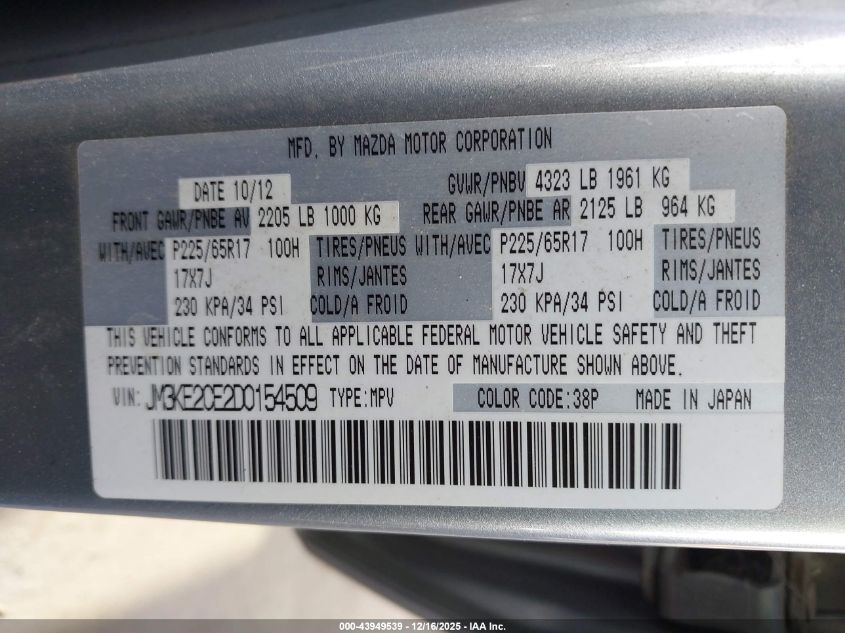 MFD. BY MAZDA MOTOR CORPORATION
DATE 10/12 GVWR/PNBV 4323 LB 1961 KG
FRONT GAWR/PNBE AV 2205 LB 1000 KG REAR GAWR/PNBE AR 2125 LB 964 KG
WITH/AVEC P225/65R17 100H TIRES/PNEUS WITH/AVEC P225/65R17 100H TIRES/PNEUS
17X7J RIMS/JANTES 17X7J RIMS/JANTES
230 KPA/34 PSI COLD/A FROID 230 KPA/34 PSI COLD/A FROID
THIS VEHICLE CONFORMS TO ALL APPLICABLE FEDERAL MOTOR VEHICLE SAFETY AND THEFT
PREVENTION STANDARDS IN EFFECT ON THE DATE OF MANUFACTURE SHOWN ABOVE.
VIN: JM3KE2CE2D0154509 TYPE:MPV COLOR CODE:38P MADE IN JAPAN
000-43949539 - 12/16/2025 - IAA Inc.